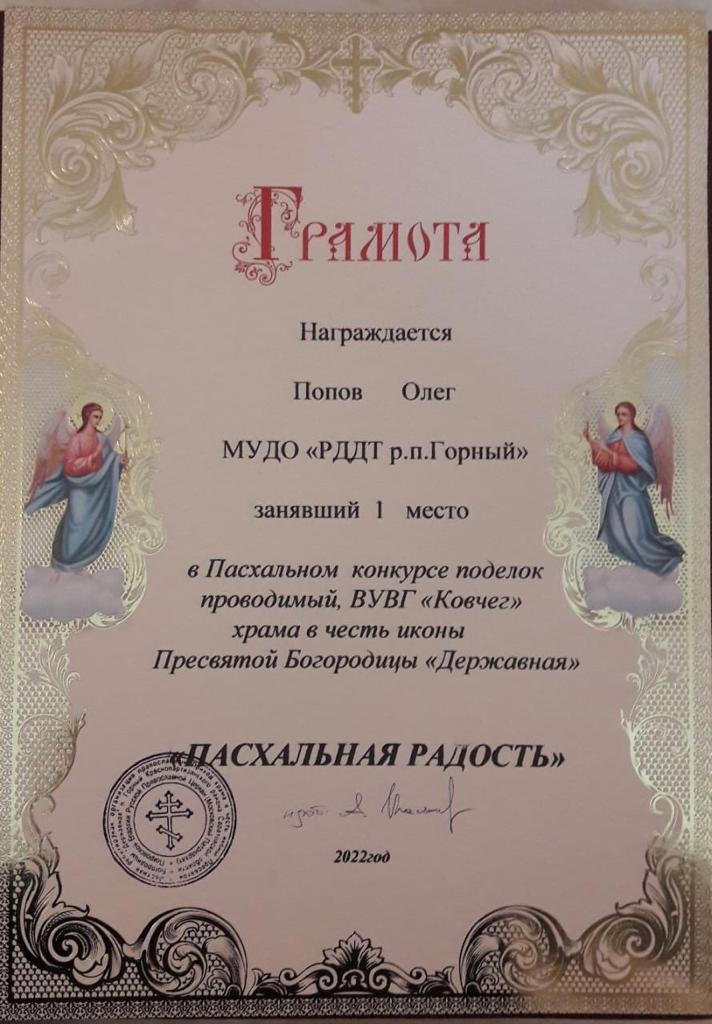 Грамота
Награждается
Попов Олег
МУДО «РДДТ р.п.Горный»
занявший 1 место
в Пасхальном конкурсе поделок
проводимый, ВУВГ «Ковчег»
храма в честь иконы
Пресвятой Богородицы «Державная»
«ПАСХАЛЬНАЯ РАДОСТЬ»
2022год